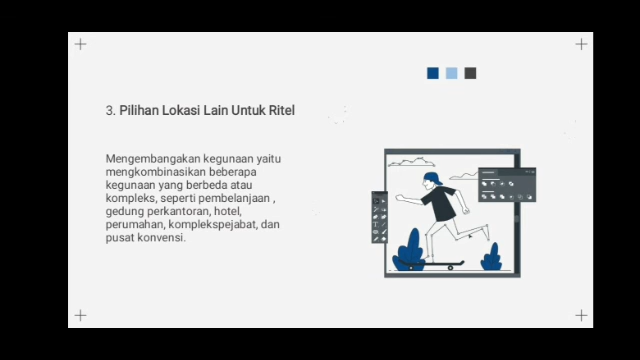 3. Pilihan Lokasi Lain Untuk Ritel
Mengembangakan kegunaan yaitu
mengkombinasikan beberapa
kegunaan yang berbeda atau
kompleks, seperti pembelanjaan ,
gedung perkantoran, hotel,
perumahan, komplekspejabat, dan
pusat konvensi.